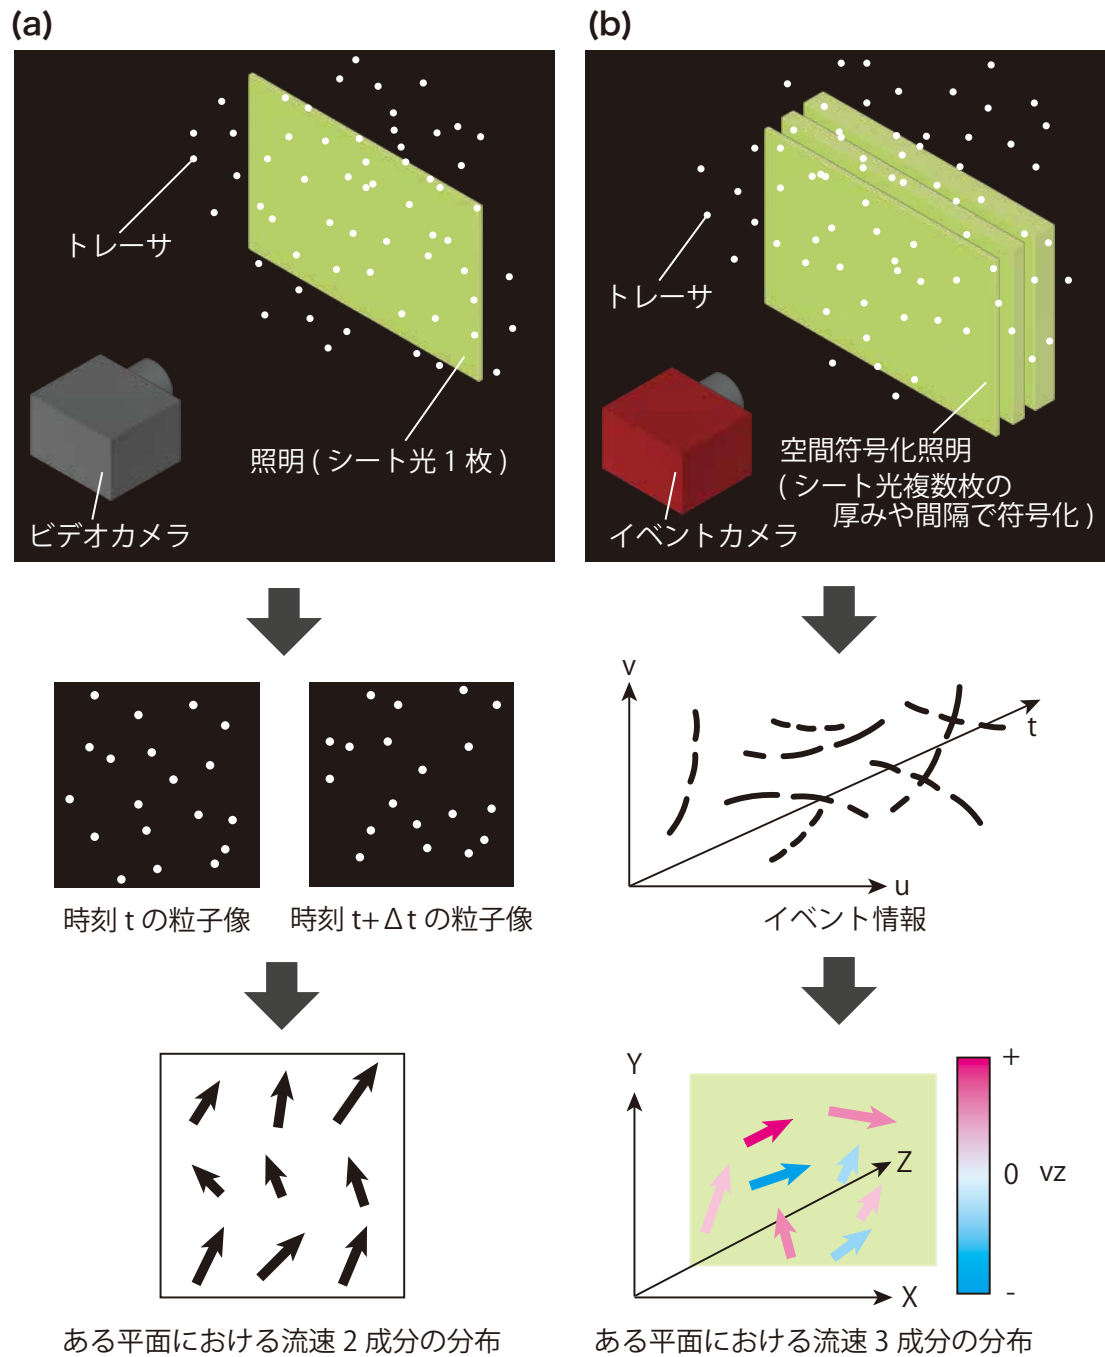 (a)
トレーサ
照明 ( シート光 1 枚 )
ビデオカメラ
時刻 t の粒子像
時刻 t+Δt の粒子像
ある平面における流速 2 成分の分布
(b)
トレーサ
空間符号化照明
( シート光複数枚の
厚みや間隔で符号化 )
イベントカメラ
v
t
u
イベント情報
Y
Z
X
+
0
-
vz
ある平面における流速 3 成分の分布